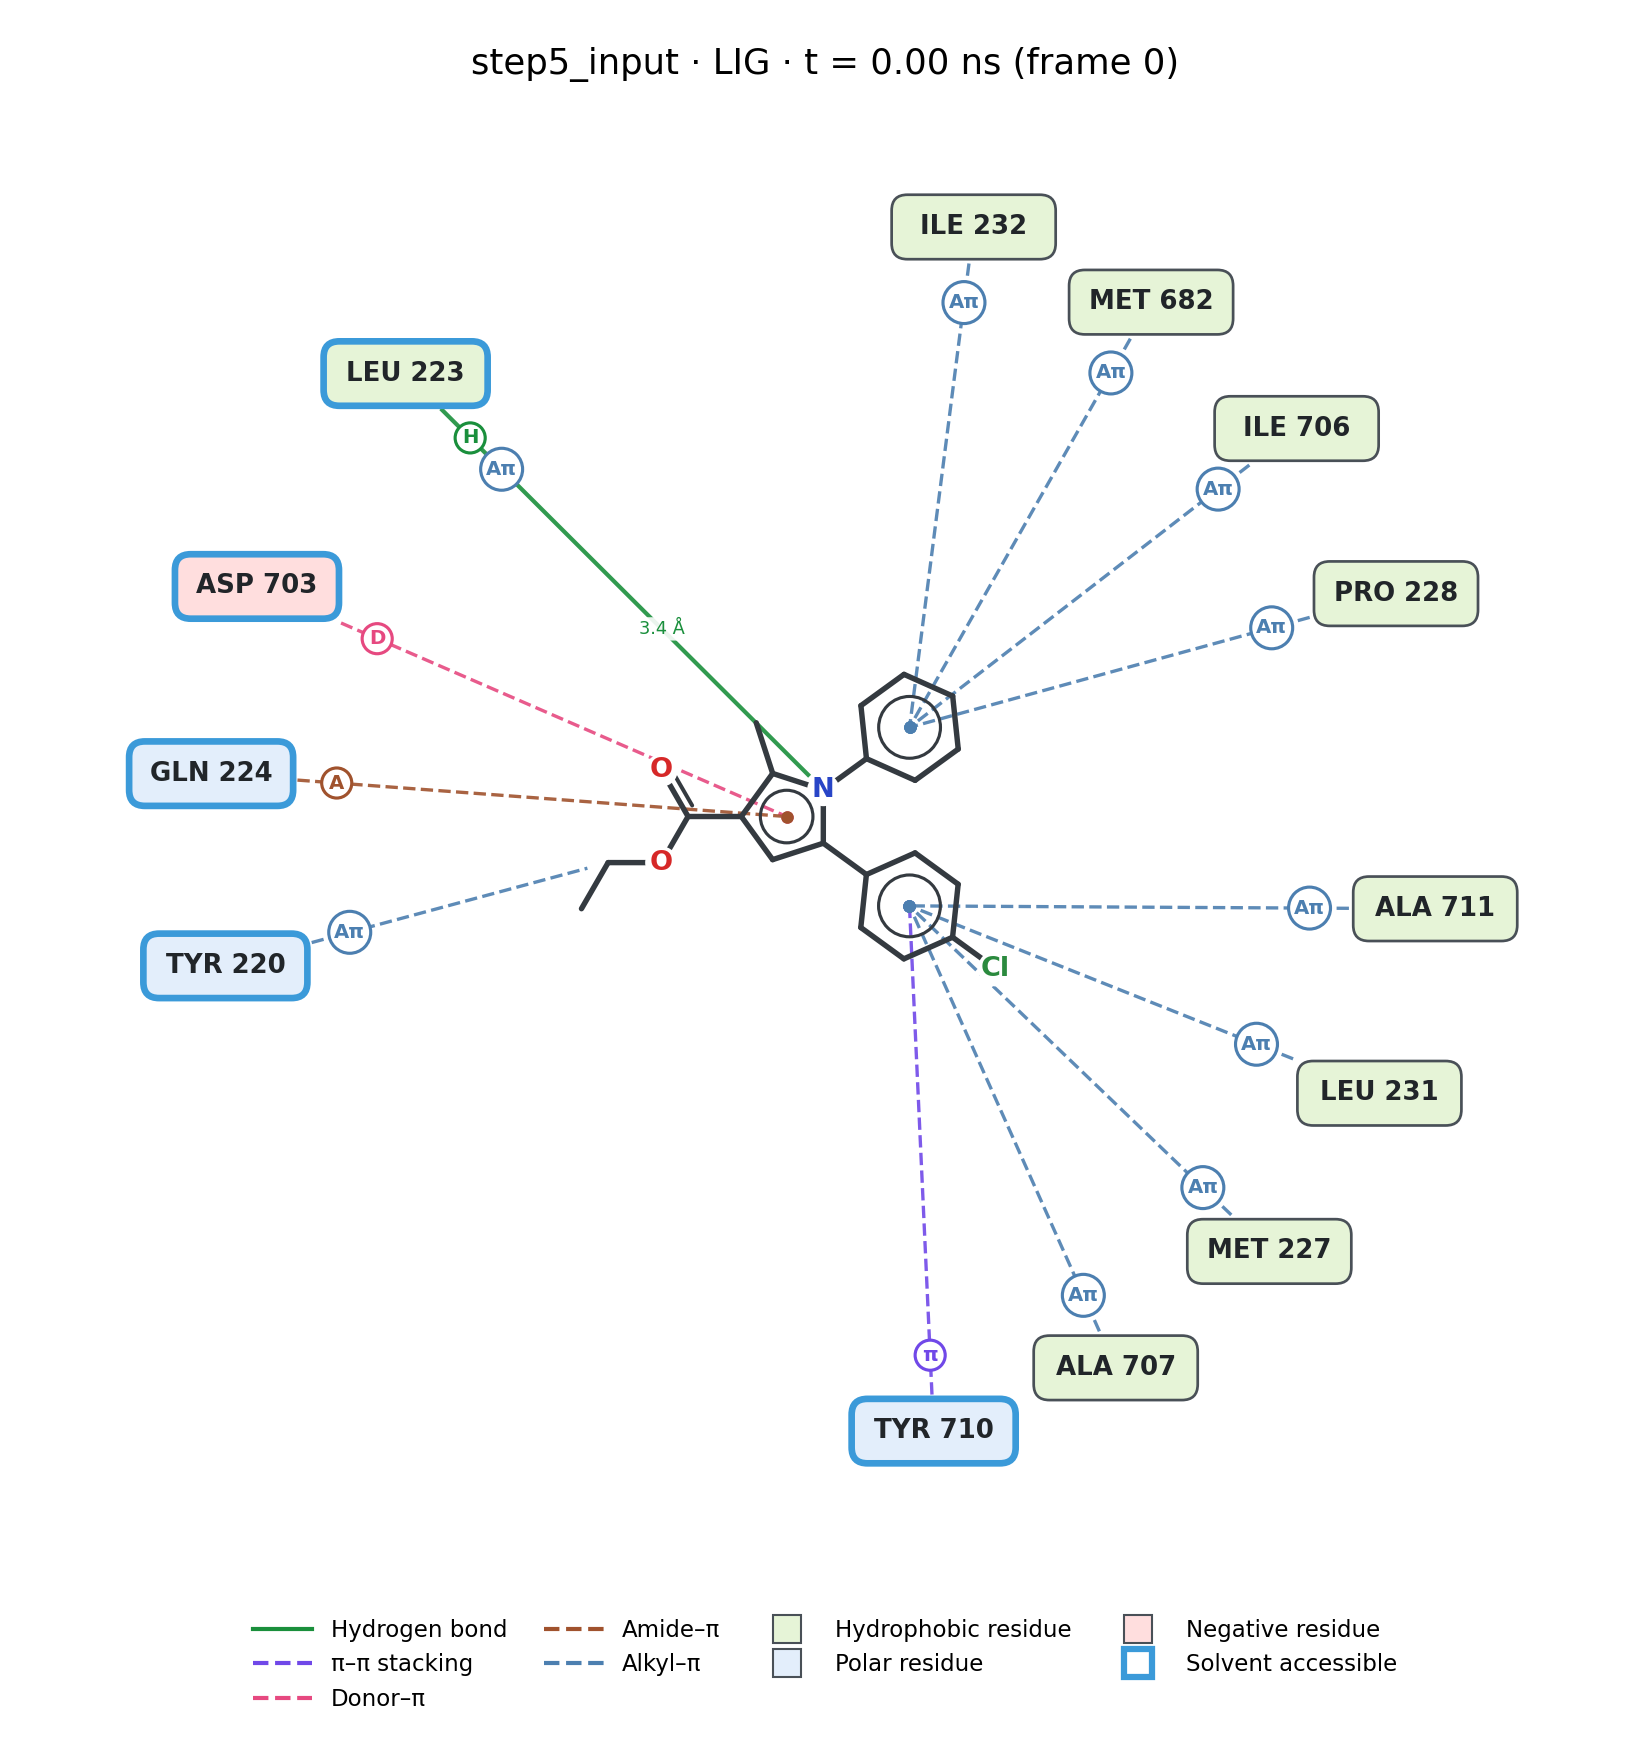 step5_input · LIG · t = 0.00 ns (frame 0)
ILE 232
Aπ
MET 682
Aπ
LEU 223
H
Aπ
ILE 706
Aπ
ASP 703
D
3.4 Å
PRO 228
Aπ
GLN 224
A
O
N
O
TYR 220
Aπ
Aπ
ALA 711
Cl
Aπ
LEU 231
Aπ
MET 227
Aπ
ALA 707
π
TYR 710
Hydrogen bond
π–π stacking
Donor–π
Amide–π
Alkyl–π
Hydrophobic residue
Polar residue
Negative residue
Solvent accessible